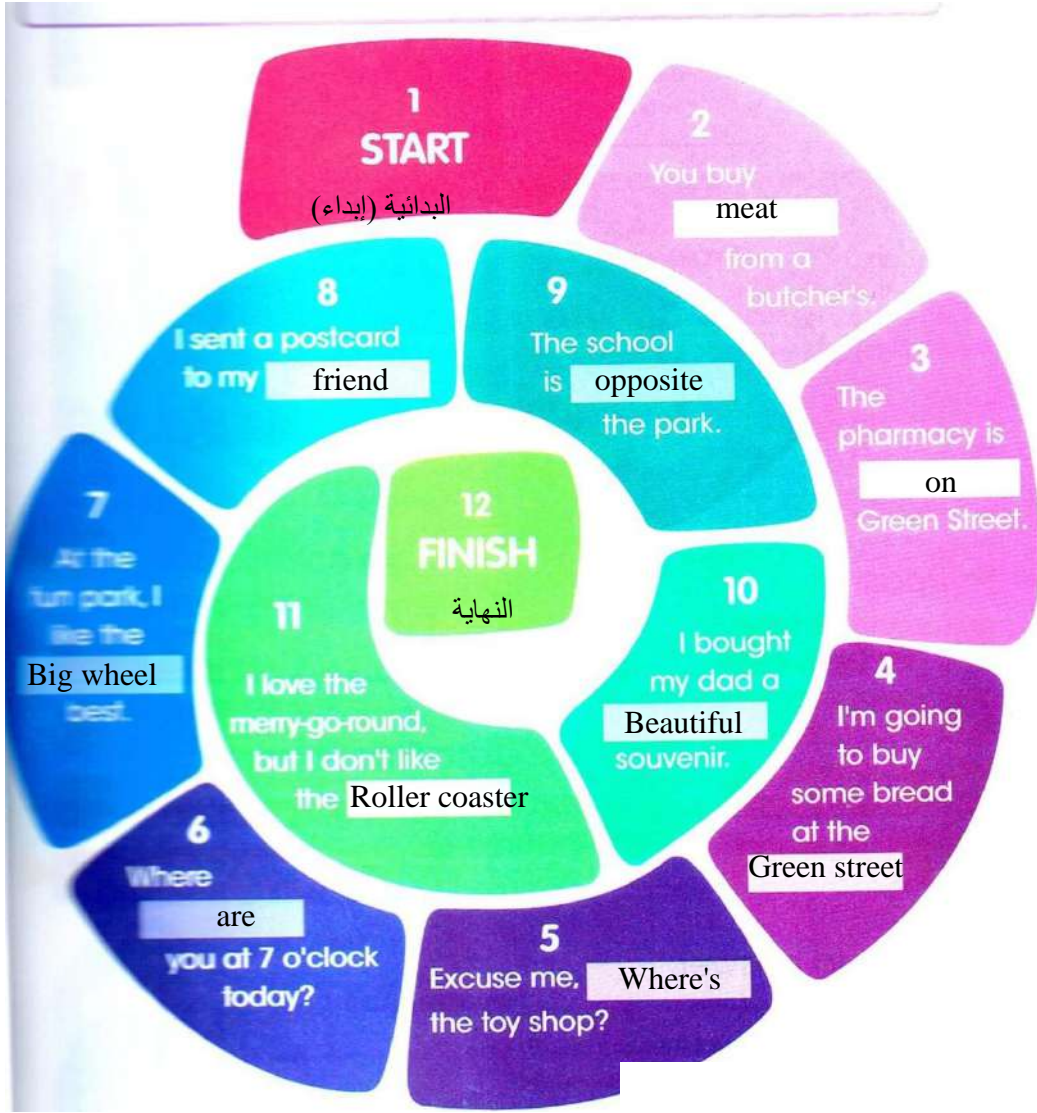 1
START
البدائية (إبداء)
2
You buy
meat
from a
butcher's.
3
The
pharmacy is
on
Green Street.
4
I'm going
to buy
some bread
at the
Green street
5
Excuse me, Where's
the toy shop?
6
Where
are
you at 7 o'clock
today?
7
At the
fun park, I
like the
Big wheel
best.
8
I sent a postcard
to my friend
9
The school
is opposite
the park.
10
I bought
my dad a
Beautiful
souvenir.
11
I love the
merry-go-round,
but I don't like
the Roller coaster
12
FINISH
النهاية